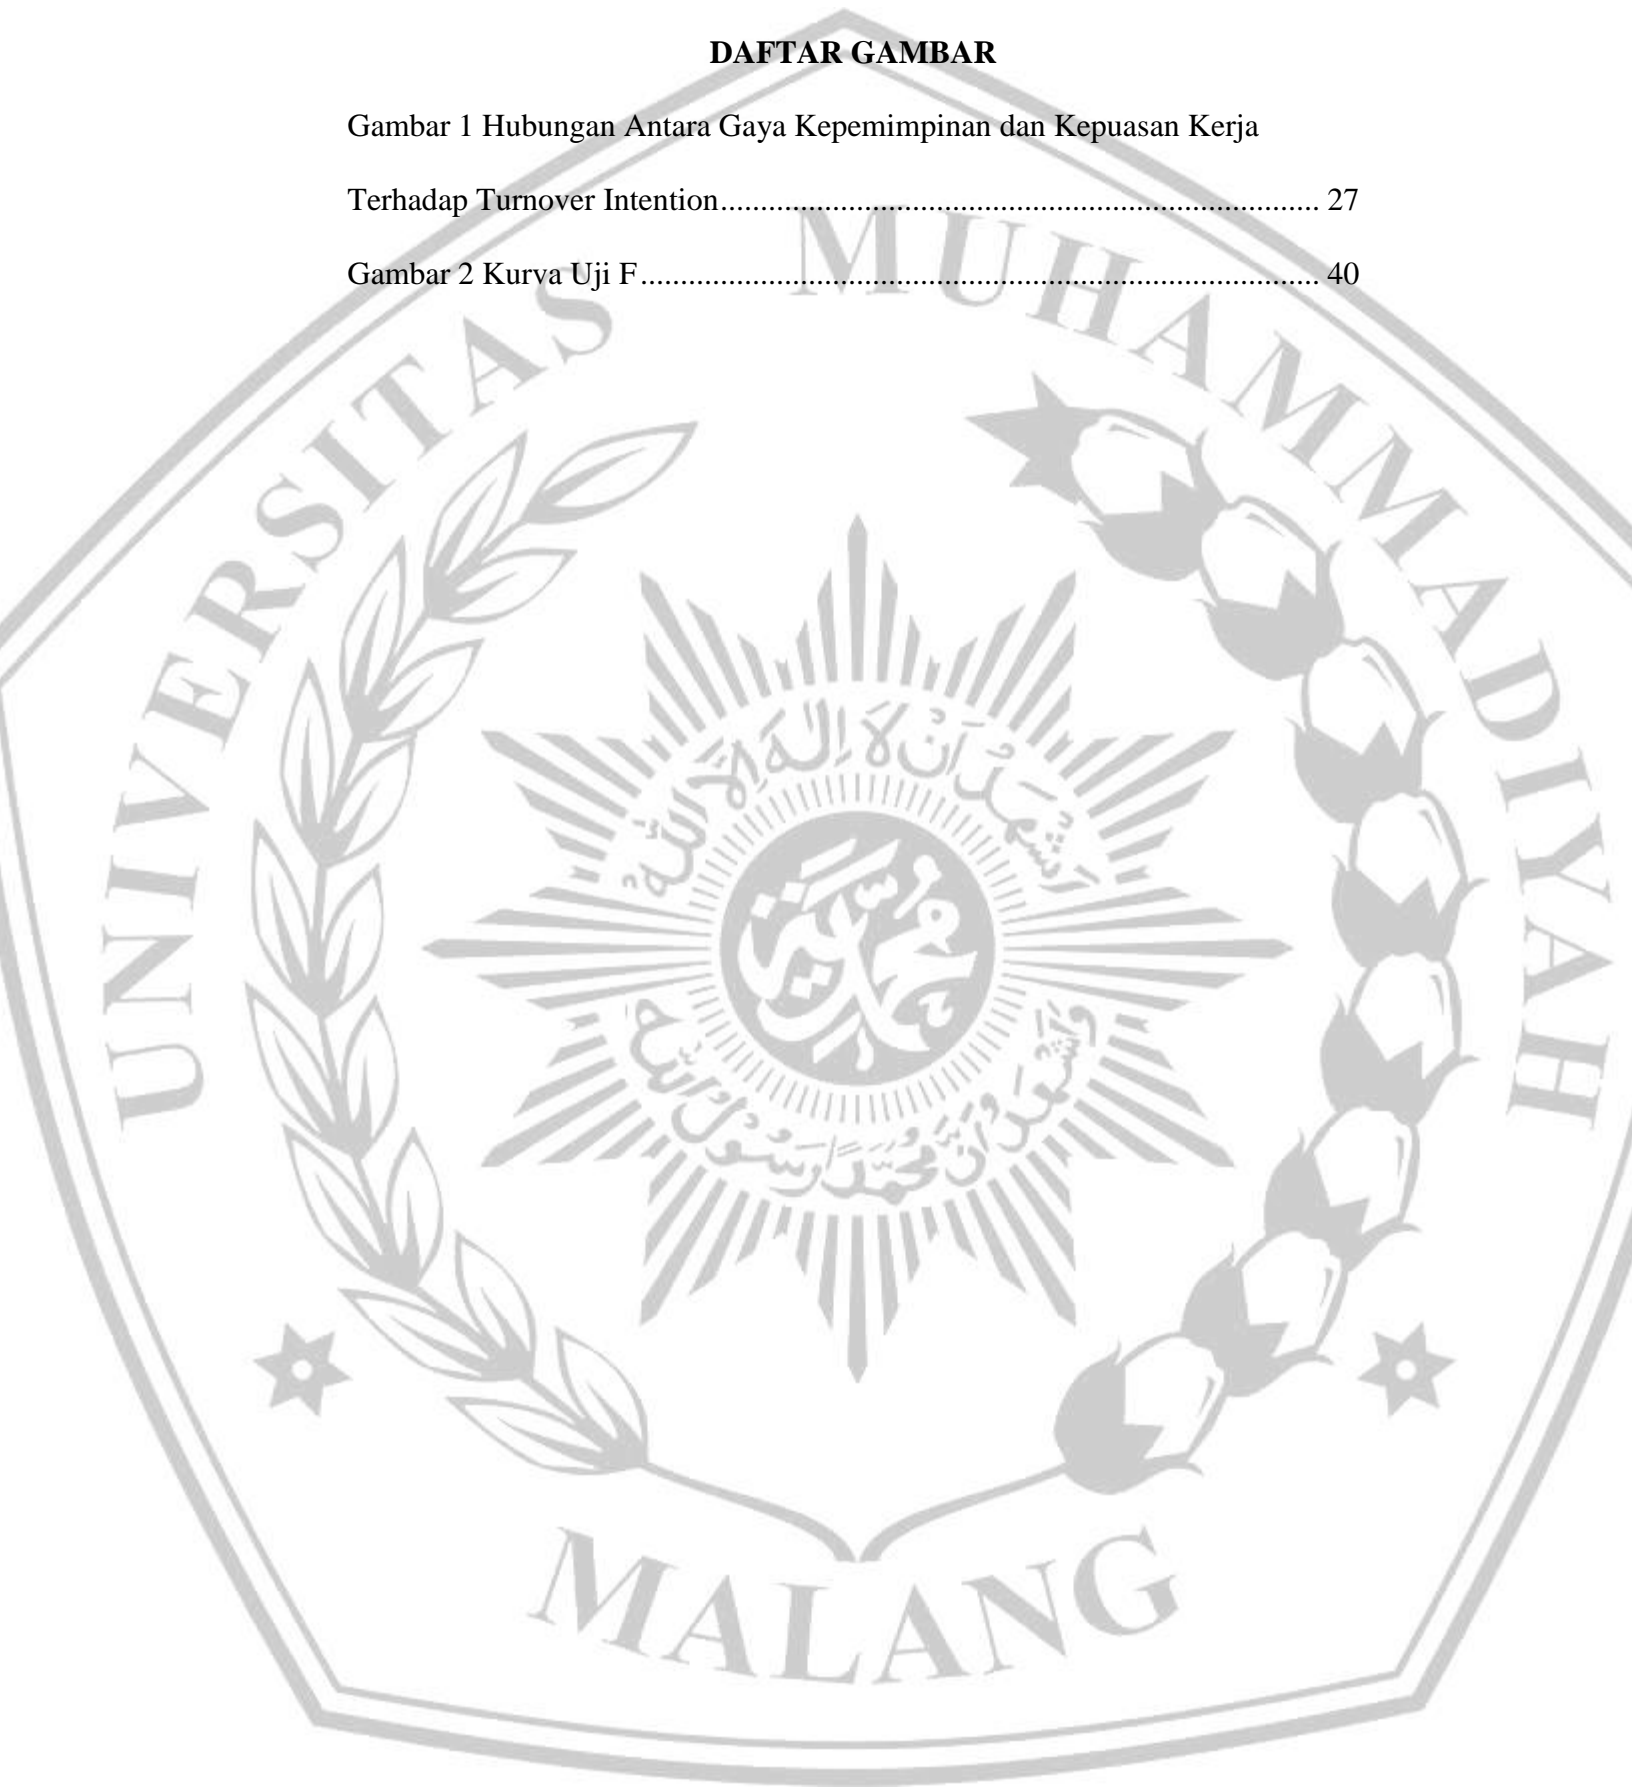 DAFTAR GAMBAR
Gambar 1 Hubungan Antara Gaya Kepemimpinan dan Kepuasan Kerja
Terhadap Turnover Intention........................................................................... 27
Gambar 2 Kurva Uji F..................................................................................... 40
UNIVERSITAS MUHAMMADIYAH
MALANG